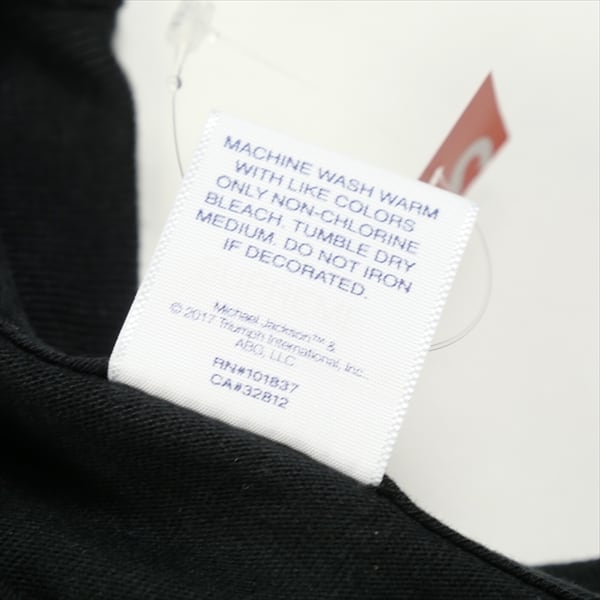 MACHINE WASH WARM
WITH LIKE COLORS
ONLY NON-CHLORINE
BLEACH. TUMBLE DRY
MEDIUM. DO NOT IRON
IF DECORATED.
Michael Jackson™ &
© 2017 Triumph International, Inc.,
ABG, LLC
RN#101837
CA#32812